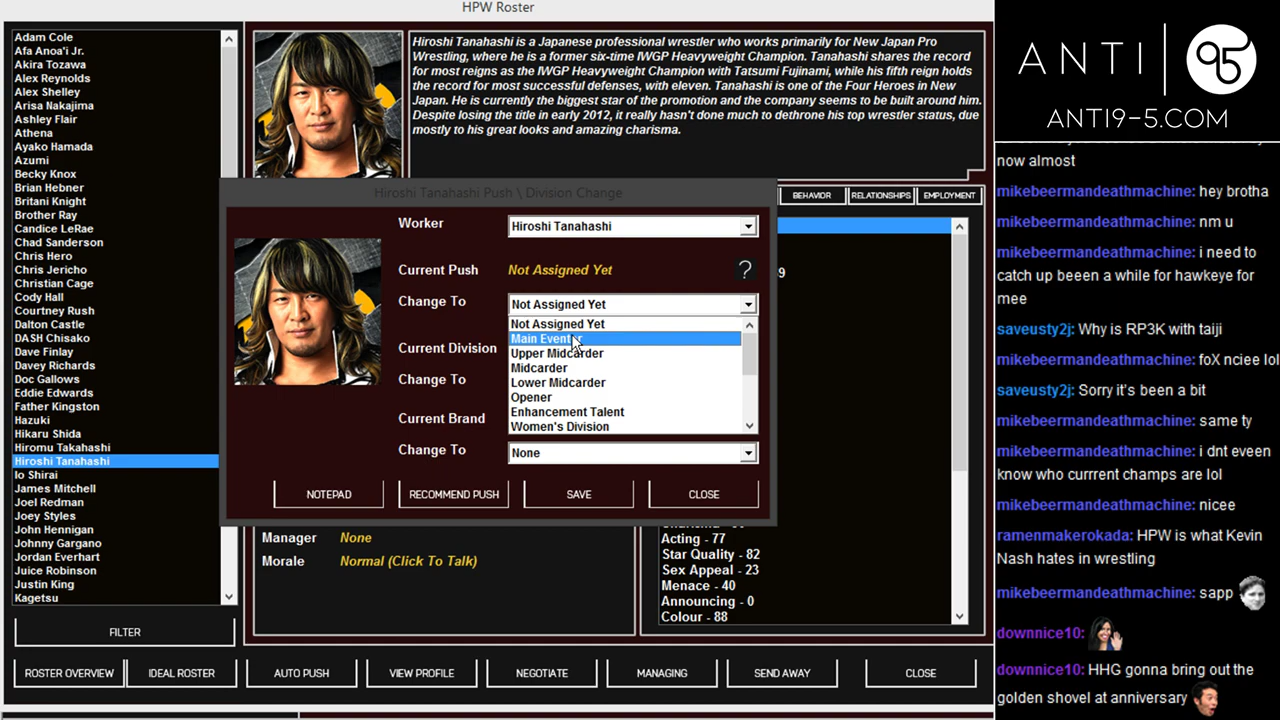 HPW Roster
Adam Cole
Afa Anoa'i Jr.
Akira Tozawa
Alex Reynolds
Alex Shelley
Arisa Nakajima
Ashley Flair
Athena
Ayako Hamada
Azumi
Becky Knox
Brian Hebner
Britani Knight
Brother Ray
Candice LeRae
Chad Sanderson
Chris Hero
Chris Jericho
Christian Cage
Cody Hall
Courtney Rush
Dalton Castle
DASH Chisako
Dave Finlay
Davey Richards
Doc Gallows
Eddie Edwards
Father Kingston
Hazuki
Hikaru Shida
Hiromu Takahashi
Hiroshi Tanahashi
Io Shirai
James Mitchell
Joel Redman
Joey Styles
John Hennigan
Johnny Gargano
Jordan Everhart
Juice Robinson
Justin King
Kagetsu
FILTER
Hiroshi Tanahashi is a Japanese professional wrestler who works primarily for New Japan Pro
Wrestling, where he is a former six-time IWGP Heavyweight Champion. Tanahashi shares the record
for most reigns as the IWGP Heavyweight Champion with Tatsumi Fujinami, while his fifth reign holds
the record for most successful defenses, with eleven. Tanahashi is one of the Four Heroes in New
Japan. He is currently the biggest star of the promotion and the company seems to be built around him.
Despite losing the title in early 2012, it really hasn't done much to dethrone his top wrestler status, due
mostly to his great looks and amazing charisma.
BEHAVIOR
RELATIONSHIPS
EMPLOYMENT
Hiroshi Tanahashi Push \ Division Change
Worker
Hiroshi Tanahashi
Current Push
Not Assigned Yet
?
Change To
Not Assigned Yet
Not Assigned Yet
Main Eventer
Upper Midcarder
Midcarder
Lower Midcarder
Opener
Enhancement Talent
Women's Division
Current Division
Change To
Current Brand
Change To
None
NOTEPAD
RECOMMEND PUSH
SAVE
CLOSE
9
Manager
None
Morale
Normal (Click To Talk)
Acting - 77
Star Quality - 82
Sex Appeal - 23
Menace - 40
Announcing - 0
Colour - 88
ROSTER OVERVIEW
IDEAL ROSTER
AUTO PUSH
VIEW PROFILE
NEGOTIATE
MANAGING
SEND AWAY
CLOSE
ANTI 95
ANTI9-5.COM
now almost
mikebeermandeathmachine: hey brotha
mikebeermandeathmachine: nm u
mikebeermandeathmachine: i need to
catch up beeen a while for hawkeye for
mee
saveusty2j: Why is RP3K with taiji
mikebeermandeathmachine: foX nciee lol
saveusty2j: Sorry it's been a bit
mikebeermandeathmachine: same ty
mikebeermandeathmachine: i dnt eveen
know who currrent champs are lol
mikebeermandeathmachine: nicee
ramenmakerokada: HPW is what Kevin
Nash hates in wrestling
mikebeermandeathmachine: sapp
downnice10:
downnice10: HHG gonna bring out the
golden shovel at anniversary